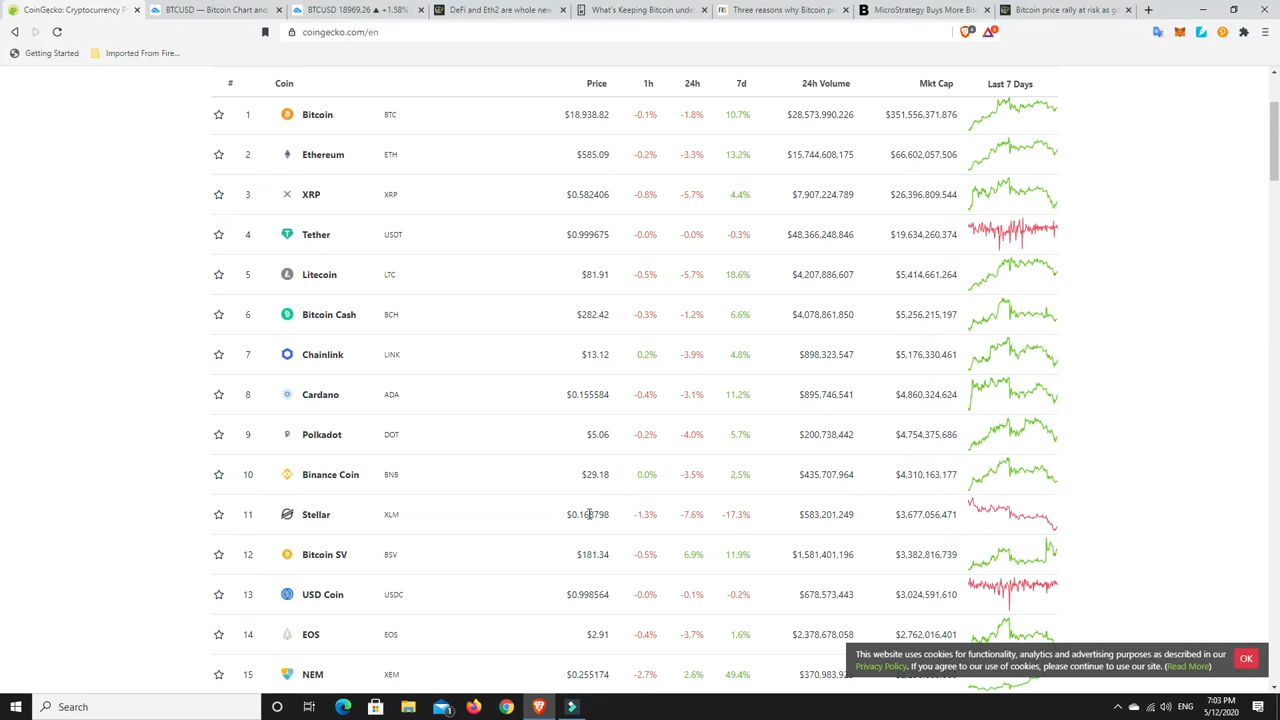 CoinGecko: Cryptocurrency P
BTCUSD — Bitcoin Chart and
BTCUSD 18969.26 ▲ +1.58%
DeFi and Eth2 are whole new
What's Keeping Bitcoin unde
Three reasons why Bitcoin pr
MicroStrategy Buys More Bit
Bitcoin price rally at risk as g
coingecko.com/en
Getting Started
Imported From Firef...
# Coin Price 1h 24h 7d 24h Volume Mkt Cap Last 7 Days
1 Bitcoin BTC $18,938.82 -0.1% -1.8% 10.7% $28,573,990,226 $351,556,371,876
2 Ethereum ETH $585.09 -0.2% -3.3% 13.2% $15,744,608,175 $66,602,057,506
3 XRP XRP $0.582406 -0.8% -5.7% 4.4% $7,907,224,789 $26,396,809,544
4 Tether USDT $0.999675 -0.0% -0.0% -0.3% $48,366,248,846 $19,634,260,374
5 Litecoin LTC $81.91 -0.5% -5.7% 18.6% $4,207,886,607 $5,414,661,264
6 Bitcoin Cash BCH $282.42 -0.3% -1.2% 6.6% $4,078,861,850 $5,256,215,197
7 Chainlink LINK $13.12 0.2% -3.9% 4.8% $898,323,547 $5,176,330,461
8 Cardano ADA $0.155584 -0.4% -3.1% 11.2% $895,746,541 $4,860,324,624
9 Polkadot DOT $5.06 -0.2% -4.0% 5.7% $200,738,442 $4,754,375,686
10 Binance Coin BNB $29.18 0.0% -3.5% 2.5% $435,707,964 $4,310,163,177
11 Stellar XLM -1.3% -7.6% -17.3% $583,201,249 $3,677,056,471
12 Bitcoin SV BSV $181.34 -0.5% 6.9% 11.9% $1,581,401,196 $3,382,816,739
13 USD Coin USDC $0.998564 -0.0% -0.1% -0.2% $678,573,443 $3,024,591,610
14 EOS EOS $2.91 -0.4% -3.7% 1.6% $2,378,678,058 $2,762,016,401
15 NEM XEM $0.255174 -2.7% 2.6% 49.4%
This website uses cookies for functionality, analytics and advertising purposes as described in our
Privacy Policy. If you agree to our use of cookies, please continue to use our site. (Read More)
OK
Search
ENG
7:03 PM
5/12/2020